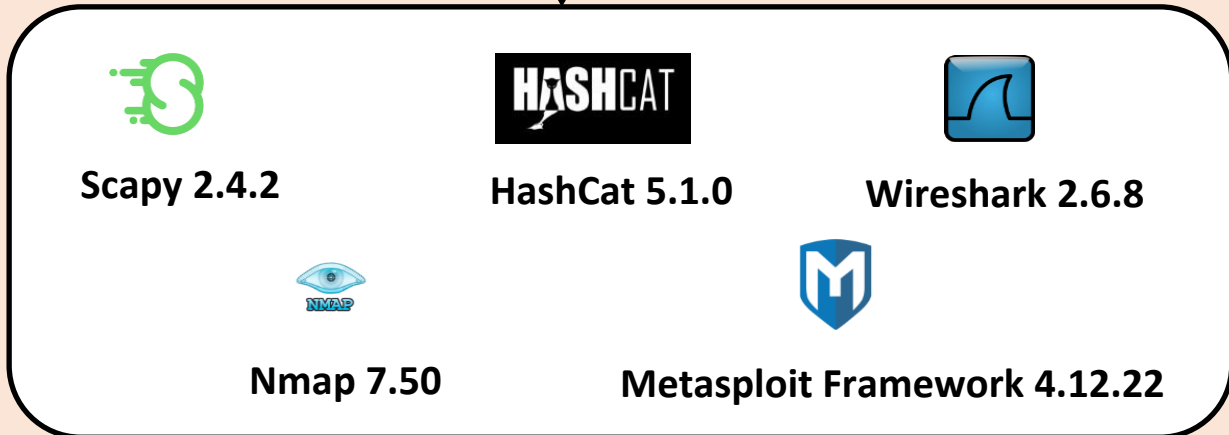 HASHCAT
Scapy 2.4.2
HashCat 5.1.0
Wireshark 2.6.8
NMAP
Nmap 7.50
Metasploit Framework 4.12.22